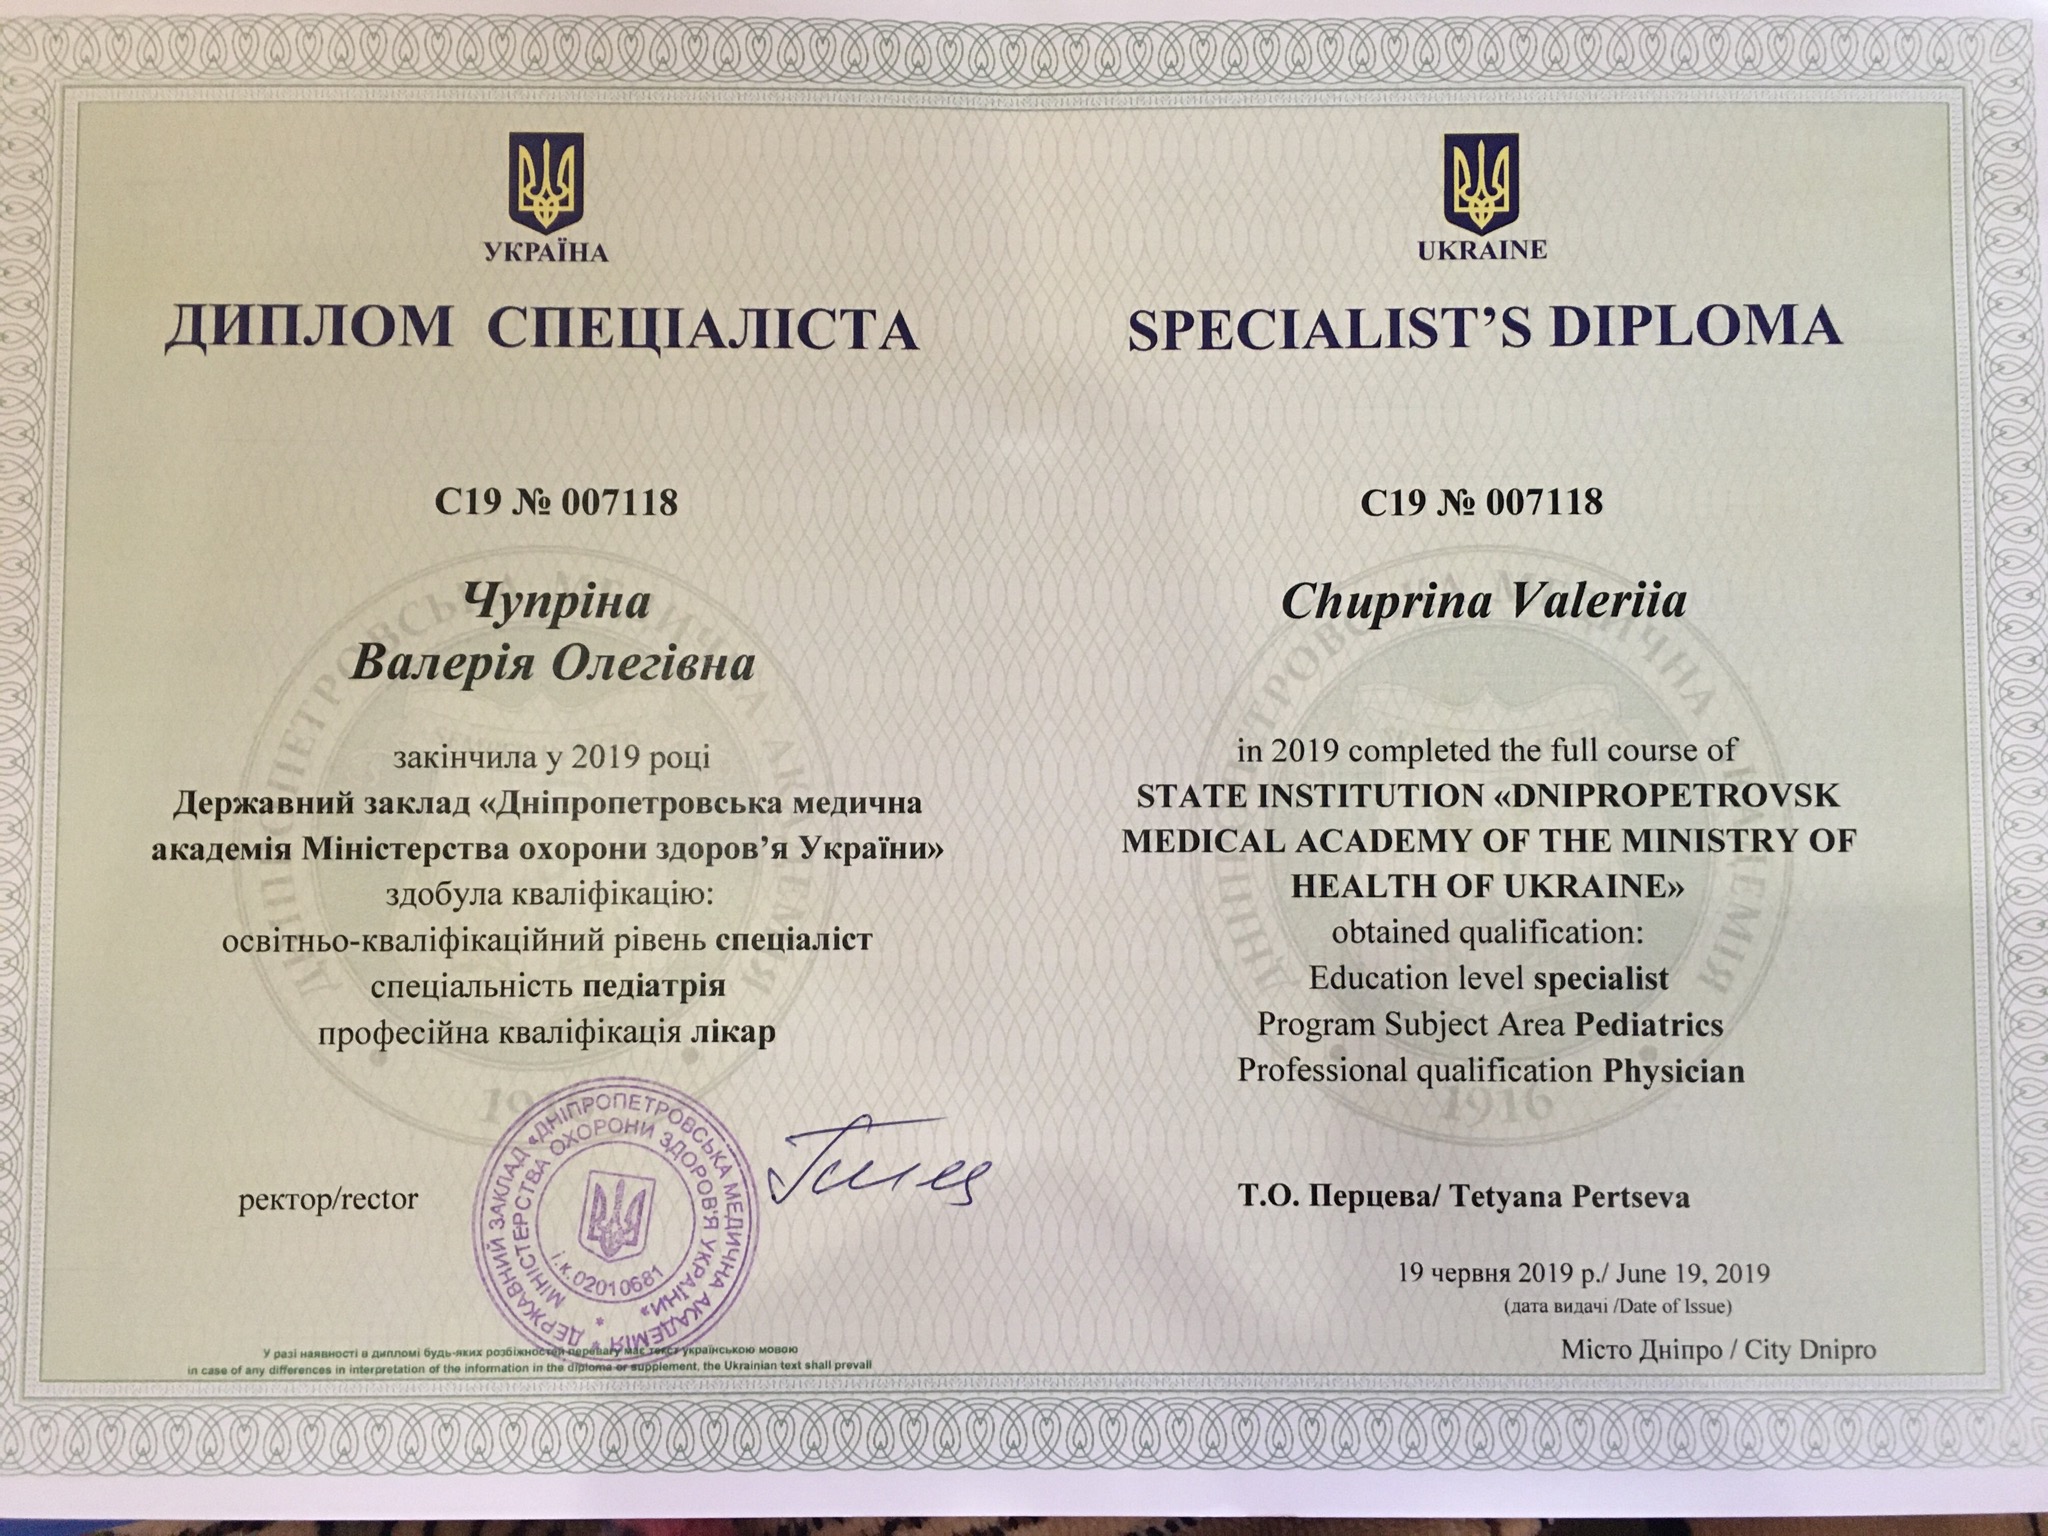 УКРАЇНА
ДИПЛОМ СПЕЦІАЛІСТА
С19 № 007118
Чупріна
Валерія Олегівна
закінчила у 2019 році
Державний заклад «Дніпропетровська медична
академія Міністерства охорони здоров’я України»
здобула кваліфікацію:
освітньо-кваліфікаційний рівень спеціаліст
спеціальність педіатрія
професійна кваліфікація лікар
UKRAINE
SPECIALIST’S DIPLOMA
C19 № 007118
Chuprina Valeriia
in 2019 completed the full course of
STATE INSTITUTION «DNIPROPETROVSK
MEDICAL ACADEMY OF THE MINISTRY OF
HEALTH OF UKRAINE»
obtained qualification:
Education level specialist
Program Subject Area Pediatrics
Professional qualification Physician
ДНІПРОПЕТРОВСЬКА МЕДИЧНА АКАДЕМІЯ
1916
ректор/rector
ДЕРЖАВНИЙ ЗАКЛАД «ДНІПРОПЕТРОВСЬКА МЕДИЧНА АКАДЕМІЯ
МІНІСТЕРСТВА ОХОРОНИ ЗДОРОВ'Я УКРАЇНИ»
і.к.02010681
Т.О. Перцева/ Tetyana Pertseva
19 червня 2019 р./ June 19, 2019
(дата видачі /Date of Issue)
Місто Дніпро / City Dnipro
У разі наявності в дипломі будь-яких розбіжностей перевагу має текст українською мовою
in case of any differences in interpretation of the information in the diploma or supplement, the Ukrainian text shall prevail